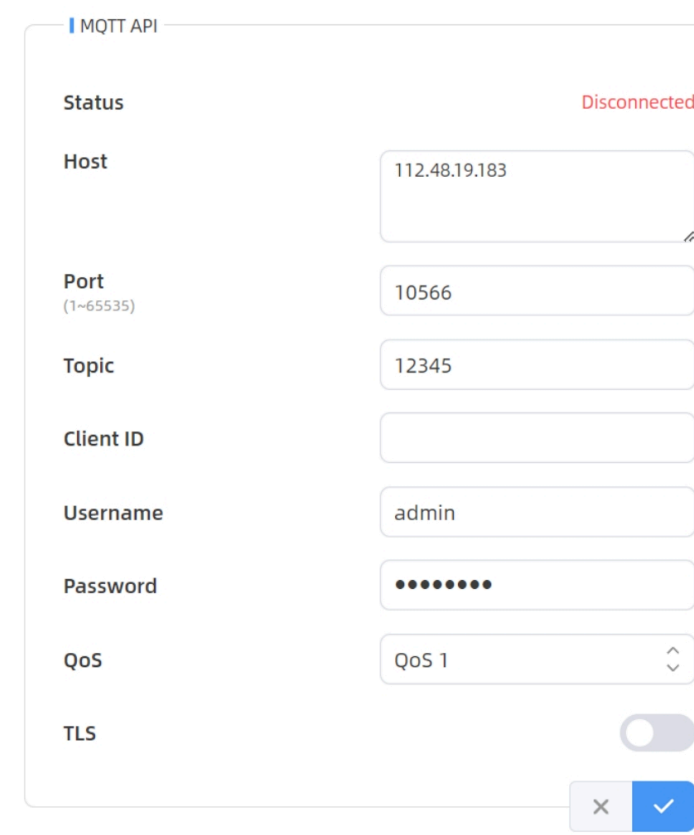 MQTT API
Status Disconnected
Host 112.48.19.183
Port 10566
(1~65535)
Topic 12345
Client ID
Username admin
Password ••••••••
QoS QoS 1
TLS